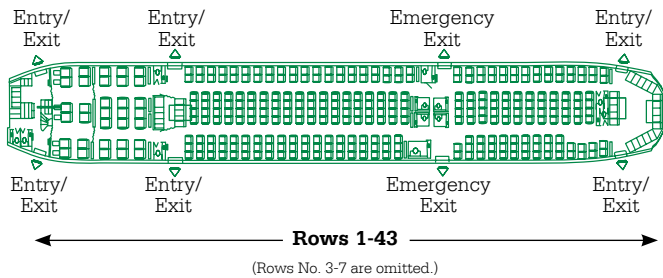 Entry/
Exit
Entry/
Exit
Emergency
Exit
Entry/
Exit
Entry/
Exit
Entry/
Exit
Emergency
Exit
Entry/
Exit
Rows 1-43
(Rows No. 3-7 are omitted.)